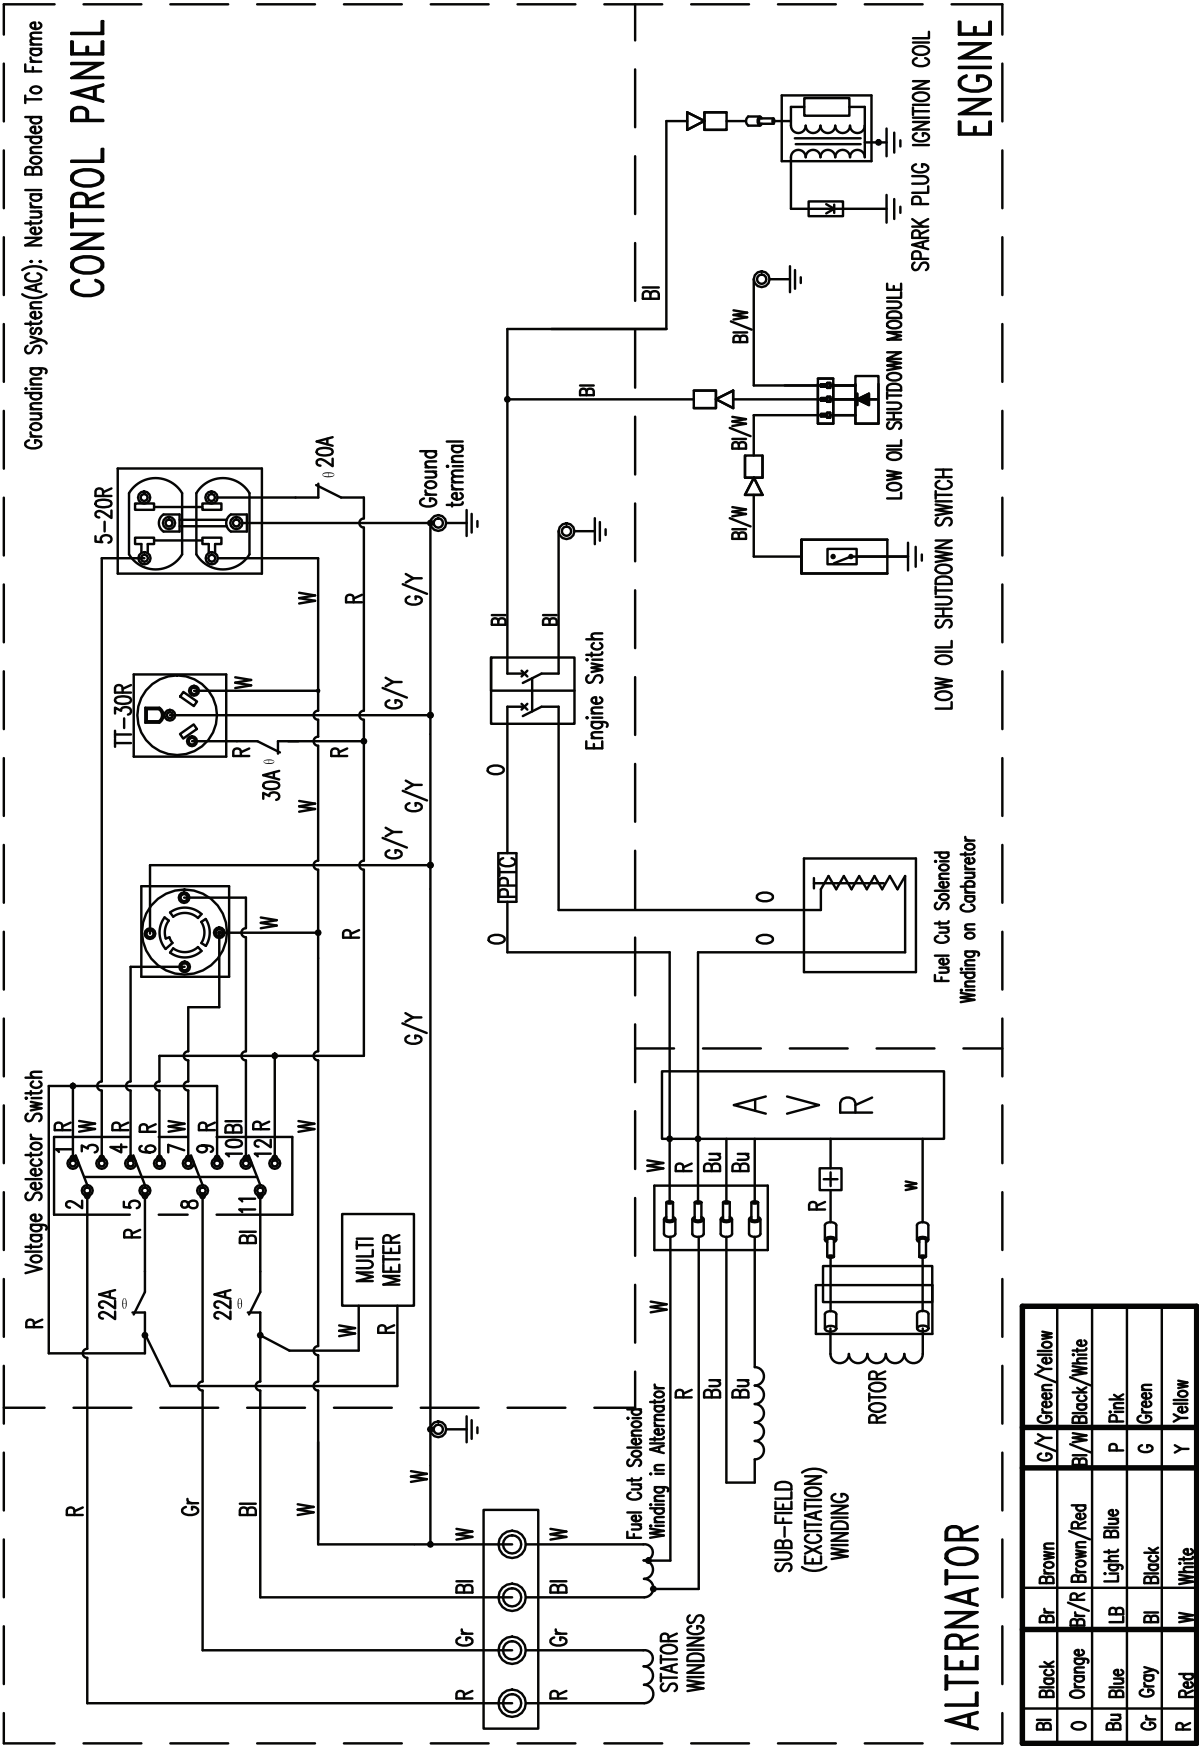 Grounding Systen(AC): Netural Bonded To Frame
CONTROL PANEL
R
Voltage Selector Switch
TT-30R
5-20R
R
W
R
R
W
R
Bl
R
1
3
4
6
7
9
10
12
2
5
8
11
R
Bl
22A θ
22A θ
MULTI
METER
W
R
W
W
R
R
30A θ
R
W
W
R
W
θ 20A
G/Y
G/Y
G/Y
G/Y
G/Y
Ground
terminal
R
Gr
Bl
W
W
R
Gr
Bl
W
R
Gr
Bl
W
STATOR
WINDINGS
Fuel Cut Solenoid
Winding in Alternator
W
R
Bu
Bu
W
R
Bu
Bu
SUB-FIELD
(EXCITATION)
WINDING
AVR
R
+
w
ROTOR
ALTERNATOR
O
PPTC
O
Engine Switch
Bl
Bl
Bl
Bl
O
O
Fuel Cut Solenoid
Winding on Carburetor
Bl/W
Bl/W
Bl/W
LOW OIL SHUTDOWN MODULE
LOW OIL SHUTDOWN SWITCH
SPARK PLUG
IGNITION COIL
ENGINE
Bl Black Br Brown G/Y Green/Yellow
O Orange Br/R Brown/Red Bl/W Black/White
Bu Blue LB Light Blue P Pink
Gr Gray Bl Black G Green
R Red W White Y Yellow